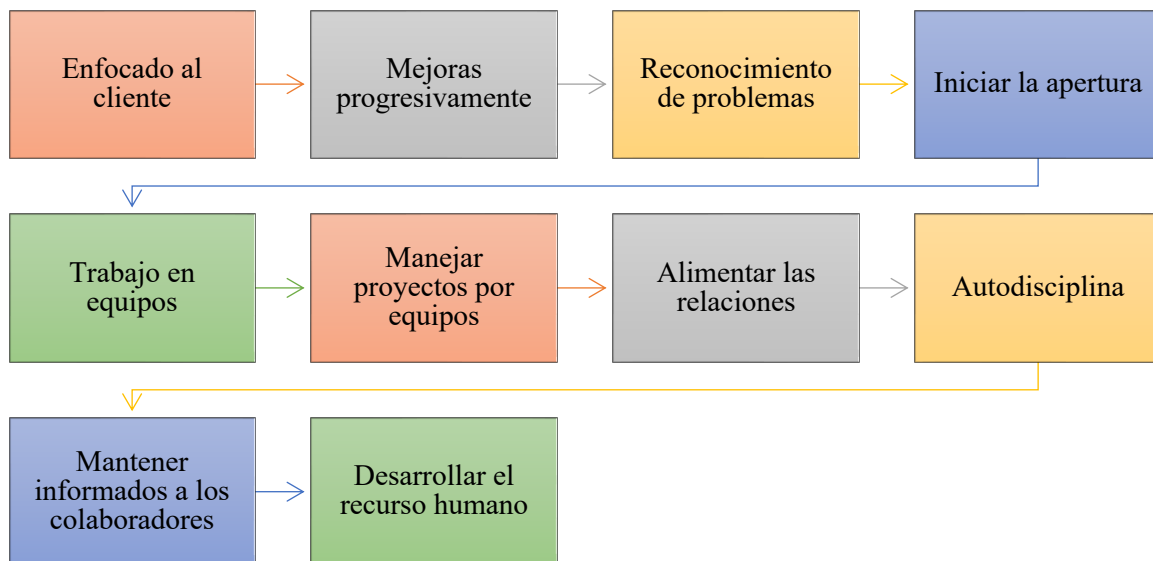 Enfocado al
cliente
Mejoras
progresivamente
Reconocimiento
de problemas
Iniciar la apertura
Trabajo en
equipos
Manejar
proyectos por
equipos
Alimentar las
relaciones
Autodisciplina
Mantener
informados a los
colaboradores
Desarrollar el
recurso humano